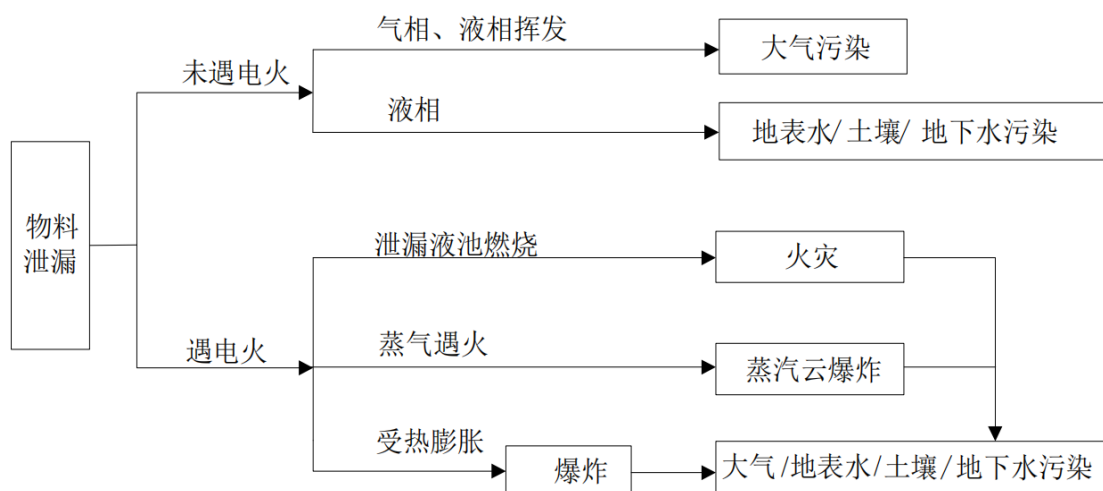 气相、液相挥发
大气污染
未遇电火
液相
地表水/土壤/地下水污染
物料
泄漏
泄漏液池燃烧
火灾
遇电火
蒸气遇火
蒸汽云爆炸
受热膨胀
爆炸
大气/地表水/土壤/地下水污染